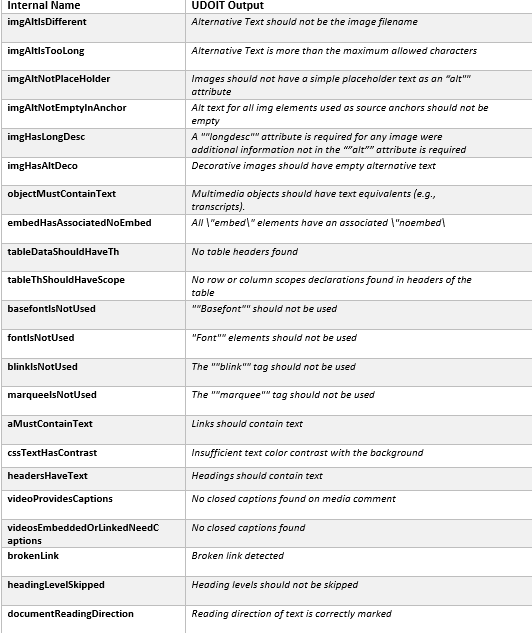 Internal Name UDOIT Output
imgAltIsDifferent Alternative Text should not be the image filename
imgAltIsTooLong Alternative Text is more than the maximum allowed characters
imgAltNotPlaceHolder Images should not have a simple placeholder text as an "alt""
attribute
imgAltNotEmptyInAnchor Alt text for all img elements used as source anchors should not be
empty
imgHasLongDesc A ""longdesc"" attribute is required for any image were
additional information not in the “”alt”” attribute is required
imgHasAltDeco Decorative images should have empty alternative text
objectMustContainText Multimedia objects should have text equivalents (e.g.,
transcripts).
embedHasAssociatedNoEmbed All \"embed\" elements have an associated \"noembed\
tableDataShouldHaveTh No table headers found
tableThShouldHaveScope No row or column scopes declarations found in headers of the
table
basefontIsNotUsed ""Basefont"" should not be used
fontIsNotUsed "Font"" elements should not be used
blinkIsNotUsed The ""blink"" tag should not be used
marqueeIsNotUsed The ""marquee"" tag should not be used
aMustContainText Links should contain text
cssTextHasContrast Insufficient text color contrast with the background
headersHaveText Headings should contain text
videoProvidesCaptions No closed captions found on media comment
videosEmbeddedOrLinkedNeedC No closed captions found
aptions
brokenLink Broken link detected
headingLevelSkipped Heading levels should not be skipped
documentReadingDirection Reading direction of text is correctly marked